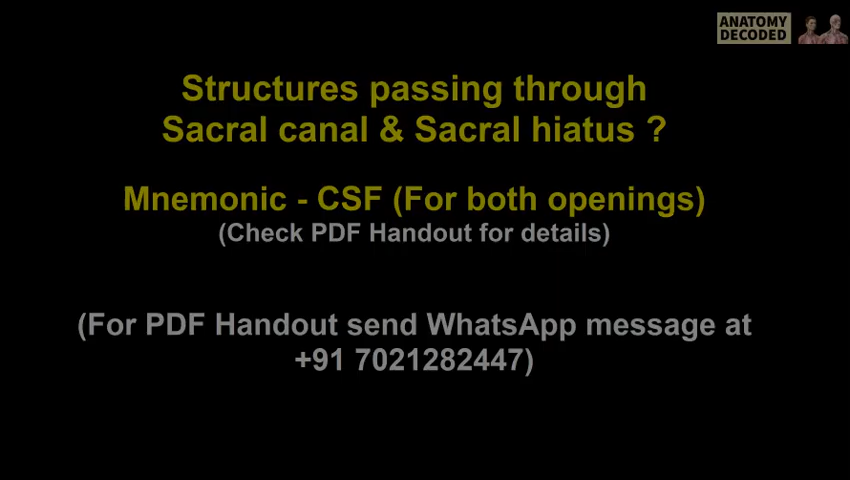 ANATOMY
DECODED
Structures passing through
Sacral canal & Sacral hiatus ?
Mnemonic - CSF (For both openings)
(Check PDF Handout for details)
(For PDF Handout send WhatsApp message at
+91 7021282447)